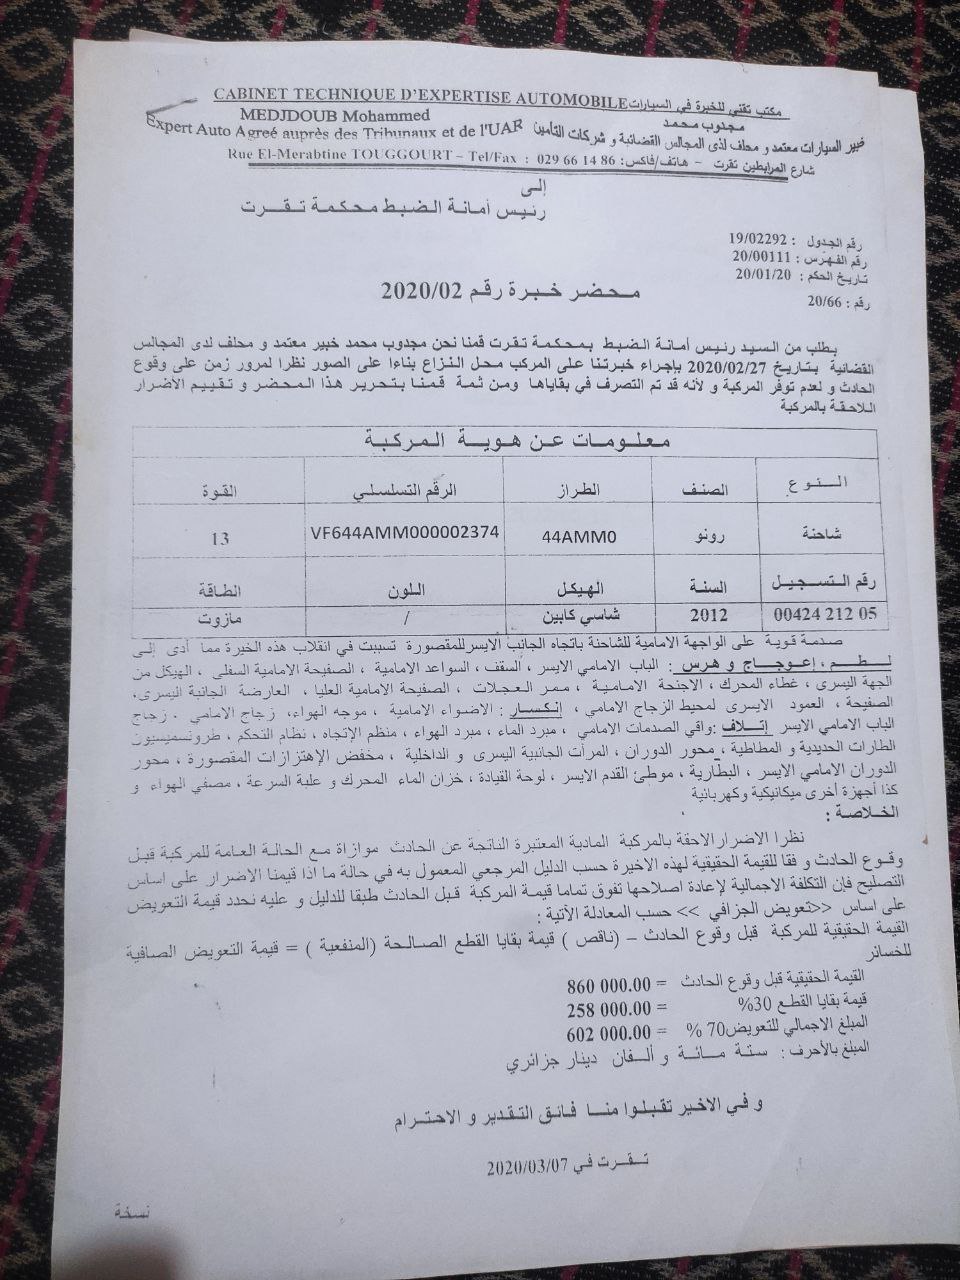 CABINET TECHNIQUE D'EXPERTISE AUTOMOBILE مكتب تقني للخبرة في السيارات
MEDJDOUB Mohammed مجدوب محمد
Expert Auto Agreé auprès des Tribunaux et de l'UAR خبير السيارات معتمد و محلف لدى المجالس القضائية و شركات التأمين
Rue El-Merabtine TOUGGOURT – Tel/Fax : 029 66 14 86 :شارع المرابطين تقرت – هاتف/فاكس
إلى
رئيس أمانة الضبط محكمة تقرت
رقم الجدول : 19/02292
رقم الفهرس : 20/00111
تاريخ الحكم : 20/01/20
رقم : 20/66
محضر خبرة رقم 2020/02
بطلب من السيد رئيس أمانة الضبط بمحكمة تقرت قمنا نحن مجدوب محمد خبير معتمد و محلف لدى المجالس
القضائية بتاريخ 2020/02/27 بإجراء خبرتنا على المركب محل النزاع بناءا على الصور نظرا لمرور زمن على وقوع
الحادث و لعدم توفر المركبة و لأنه قد تم التصرف في بقاياها ومن ثمة قمنا بتحرير هذا المحضر و تقييم الأضرار
اللاحقة بالمركبة
معلومات عن هوية المركبة
النوع الصنف الطراز الرقم التسلسلي القوة
شاحنة رونو 44AMM0 VF644AMM000002374 13
رقم التسجيل السنة الهيكل اللون الطاقة
00424 212 05 2012 شاسي كابين / مازوت
صدمة قوية على الواجهة الامامية للشاحنة باتجاه الجانب الايسر للمقصورة تسببت في انقلاب هذه الخيرة مما أدى إلى
لطم ، إعوجاج و هرس : الباب الامامي الايسر ، السقف ، السواعد الامامية ، الصفيحة الامامية السفلى ، الهيكل من
الجهة اليسرى ، غطاء المحرك ، الاجنحة الامامية ، ممر العجلات ، الصفيحة الامامية العليا ، العارضة الجانبة اليسرى،
الصفيحة ، العمود الايسرى لمحيط الزجاج الامامي ، إنكسار : الاضواء الامامية ، موجه الهواء، زجاج الامامي ، زجاج
الباب الامامي الايسر إتلاف :واقي الصدمات الامامي ، مبرد الماء ، مبرد الهواء ، منظم الإتجاه ، نظام التحكم ، طرونسميسيون
الطارات الحديدية و المطاطية ، محور الدوران ، المرآت الجانبية اليسرى و الداخلية ، مخفض الإهتزازات المقصورة ، محور
الدوران الامامي الايسر ، البطارية ، موطئ القدم الايسر ، لوحة القيادة ، خزان الماء المحرك و علبة السرعة ، مصفي الهواء و
كذا أجهزة أخرى ميكانيكية وكهربائية
الخلاصة :
نظرا الاضرار الاحقة بالمركبة المادية المعتبرة الناتجة عن الحادث موازاة مع الحالة العامة للمركبة قبل
وقوع الحادث و فقا للقيمة الحقيقية لهذه الاخيرة حسب الدليل المرجعي المعمول به في حالة ما اذا قيمنا الاضرار على اساس
التصليح فإن التكلفة الاجمالية لإعادة اصلاحها تفوق تماما قيمة المركبة قبل الحادث طبقا للدليل و عليه نحدد قيمة التعويض
على اساس <<تعويض الجزافي >> حسب المعادلة الأتية :
القيمة الحقيقية للمركبة قبل وقوع الحادث – (ناقص ) قيمة بقايا القطع الصالحة (المنفعية ) = قيمة التعويض الصافية
للخسائر
القيمة الحقيقية قبل وقوع الحادث = 860 000.00
قيمة بقايا القطع 30% = 258 000.00
المبلغ الاجمالي للتعويض70 % = 602 000.00
المبلغ بالأحرف : ستة مائة و ألفان دينار جزائري
و في الاخير تقبلوا منا فائق التقدير و الاحترام
تقرت في 2020/03/07
نسخة